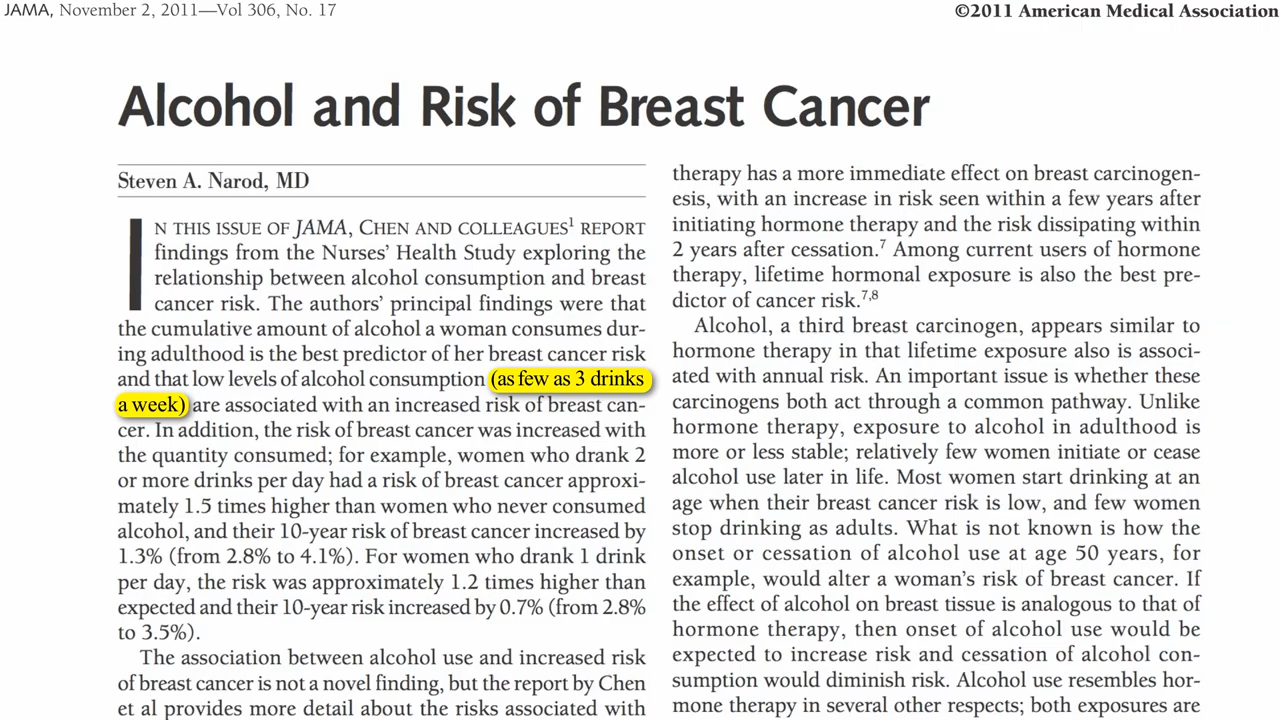 JAMA, November 2, 2011—Vol 306, No. 17
©2011 American Medical Association
Alcohol and Risk of Breast Cancer
Steven A. Narod, MD
IN THIS ISSUE OF JAMA, CHEN AND COLLEAGUES1 REPORT
findings from the Nurses' Health Study exploring the
relationship between alcohol consumption and breast
cancer risk. The authors' principal findings were that
the cumulative amount of alcohol a woman consumes dur-
ing adulthood is the best predictor of her breast cancer risk
and that low levels of alcohol consumption (as few as 3 drinks
a week) are associated with an increased risk of breast can-
cer. In addition, the risk of breast cancer was increased with
the quantity consumed; for example, women who drank 2
or more drinks per day had a risk of breast cancer approxi-
mately 1.5 times higher than women who never consumed
alcohol, and their 10-year risk of breast cancer increased by
1.3% (from 2.8% to 4.1%). For women who drank 1 drink
per day, the risk was approximately 1.2 times higher than
expected and their 10-year risk increased by 0.7% (from 2.8%
to 3.5%).
The association between alcohol use and increased risk
of breast cancer is not a novel finding, but the report by Chen
et al provides more detail about the risks associated with
therapy has a more immediate effect on breast carcinogen-
esis, with an increase in risk seen within a few years after
initiating hormone therapy and the risk dissipating within
2 years after cessation.7 Among current users of hormone
therapy, lifetime hormonal exposure is also the best pre-
dictor of cancer risk.7,8
Alcohol, a third breast carcinogen, appears similar to
hormone therapy in that lifetime exposure also is associ-
ated with annual risk. An important issue is whether these
carcinogens both act through a common pathway. Unlike
hormone therapy, exposure to alcohol in adulthood is
more or less stable; relatively few women initiate or cease
alcohol use later in life. Most women start drinking at an
age when their breast cancer risk is low, and few women
stop drinking as adults. What is not known is how the
onset or cessation of alcohol use at age 50 years, for
example, would alter a woman's risk of breast cancer. If
the effect of alcohol on breast tissue is analogous to that of
hormone therapy, then onset of alcohol use would be
expected to increase risk and cessation of alcohol con-
sumption would diminish risk. Alcohol use resembles hor-
mone therapy in several other respects; both exposures are